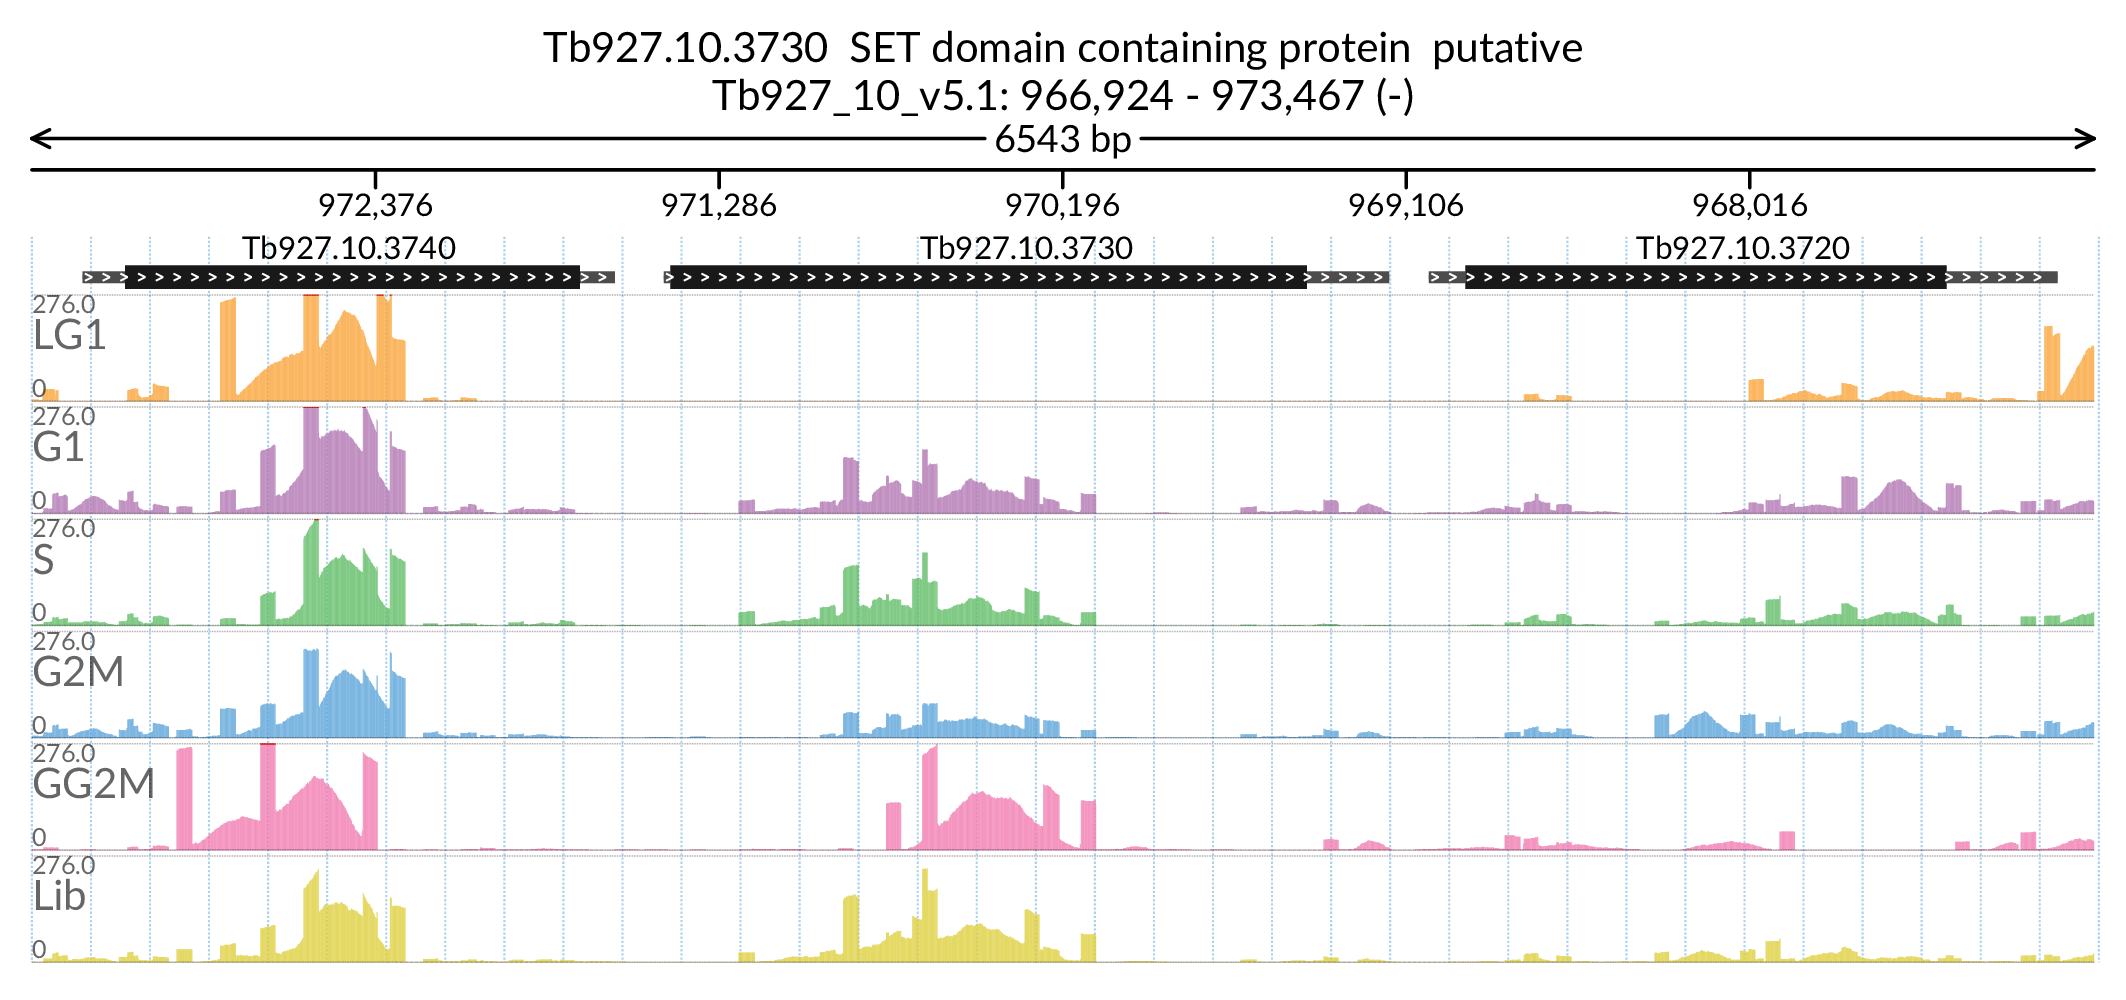 Tb927.10.3730  SET domain containing protein  putative
Tb927_10_v5.1: 966,924 - 973,467 (-)
6543 bp
972,376 971,286 970,196 969,106 968,016
Tb927.10.3740 Tb927.10.3730 Tb927.10.3720
276.0
LG1
0
276.0
G1
0
276.0
S
0
276.0
G2M
0
276.0
GG2M
0
276.0
Lib
0